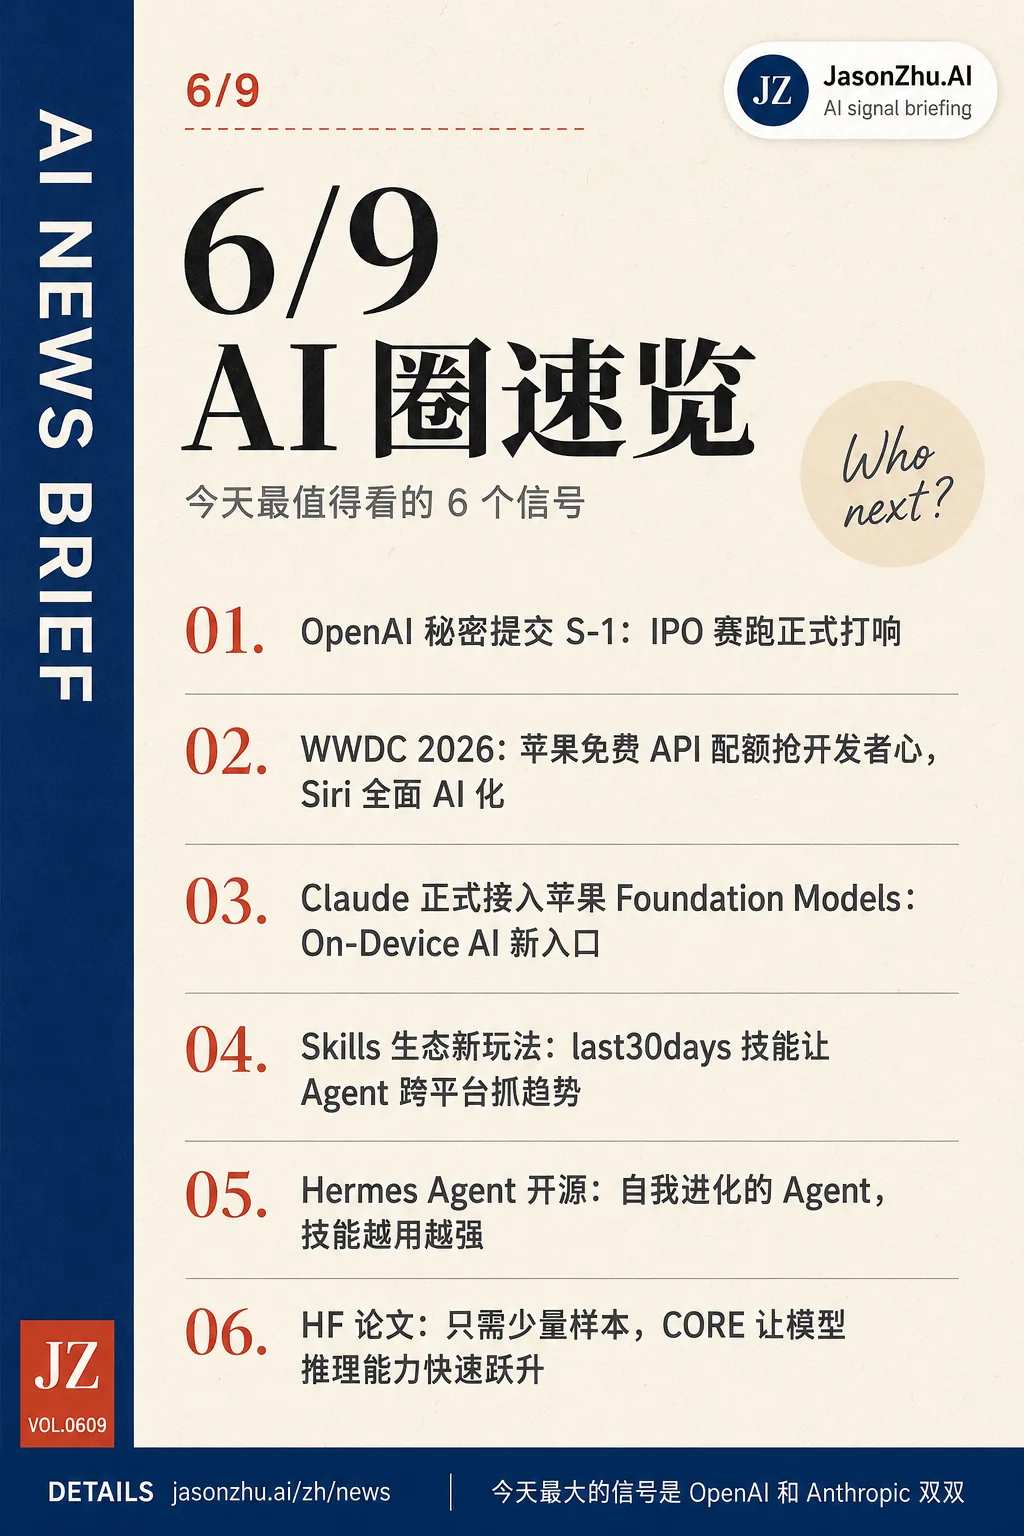 AI NEWS BRIEF
6/9
JZ
JasonZhu.AI
AI signal briefing
6/9
AI 圈速览
今天最值得看的 6 个信号
Who
next?
01. OpenAI 秘密提交 S-1：IPO 赛跑正式打响
02. WWDC 2026：苹果免费 API 配额抢开发者心，
Siri 全面 AI 化
03. Claude 正式接入苹果 Foundation Models：
On-Device AI 新入口
04. Skills 生态新玩法：last30days 技能让
Agent 跨平台抓趋势
05. Hermes Agent 开源：自我进化的 Agent，
技能越用越强
06. HF 论文：只需少量样本，CORE 让模型
推理能力快速跃升
JZ
VOL.0609
DETAILS jasonzhu.ai/zh/news
今天最大的信号是 OpenAI 和 Anthropic 双双